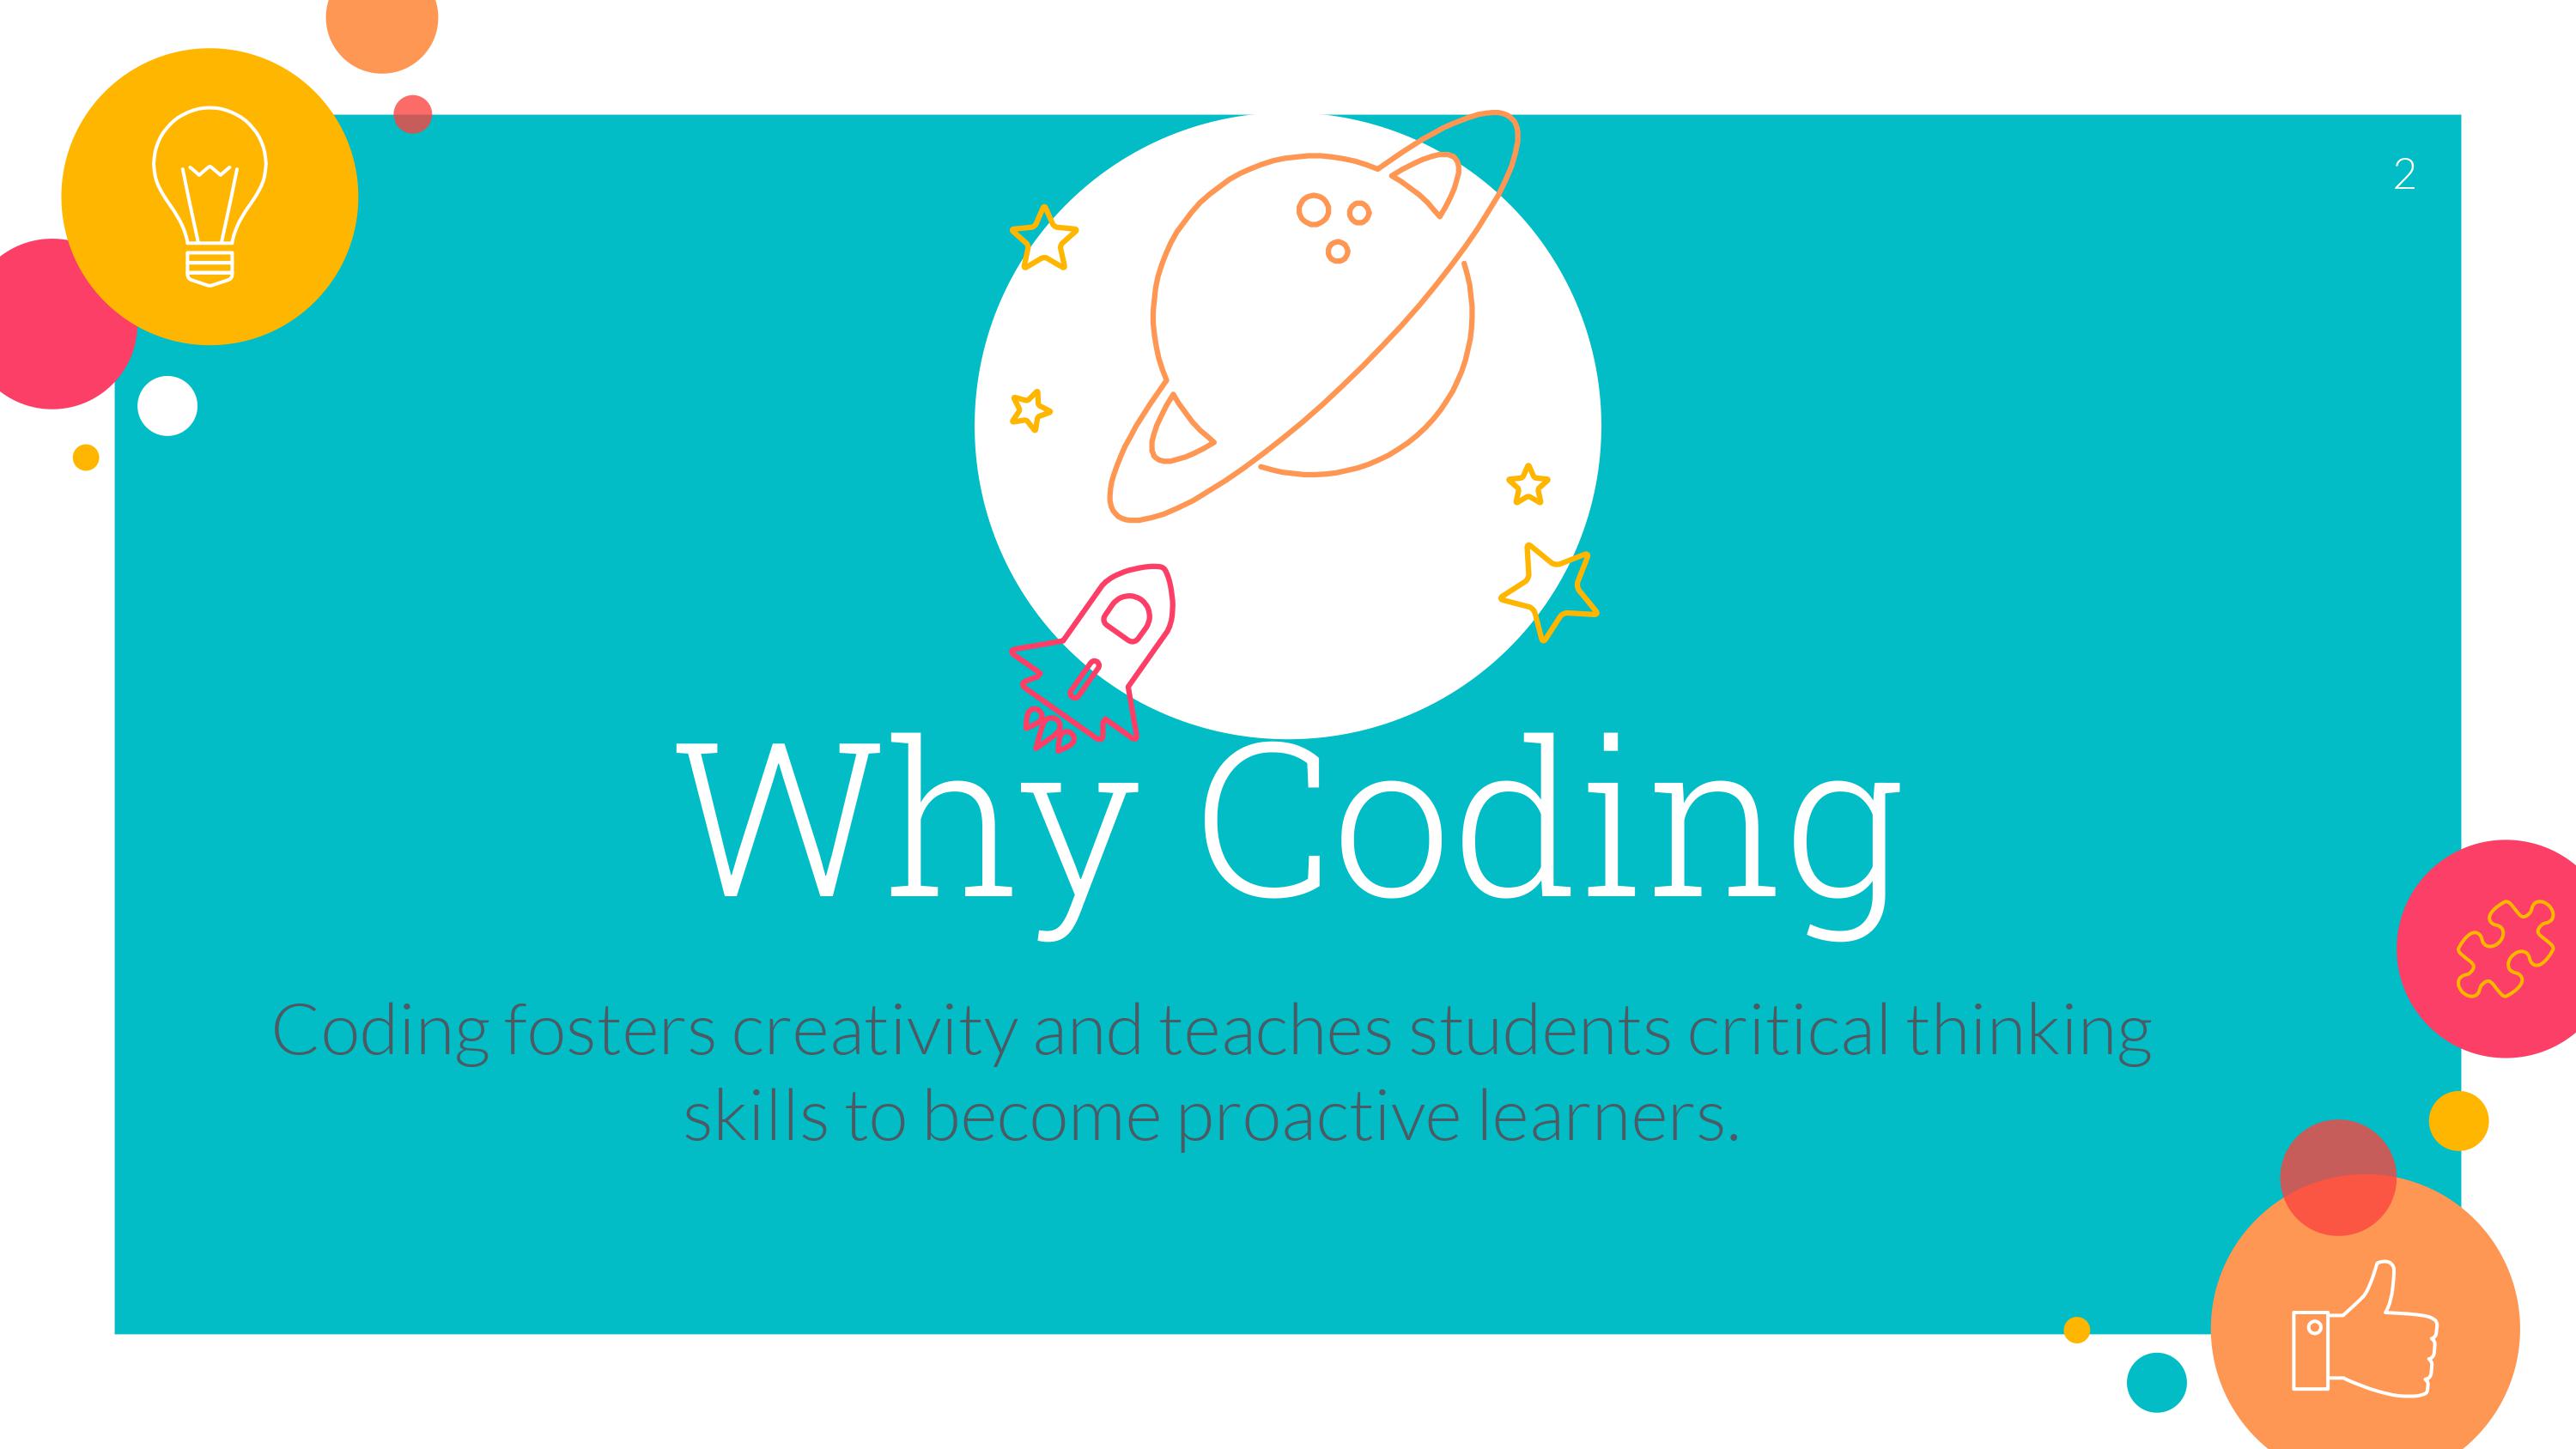 2
Why Coding
Coding fosters creativity and teaches students critical thinking
skills to become proactive learners.